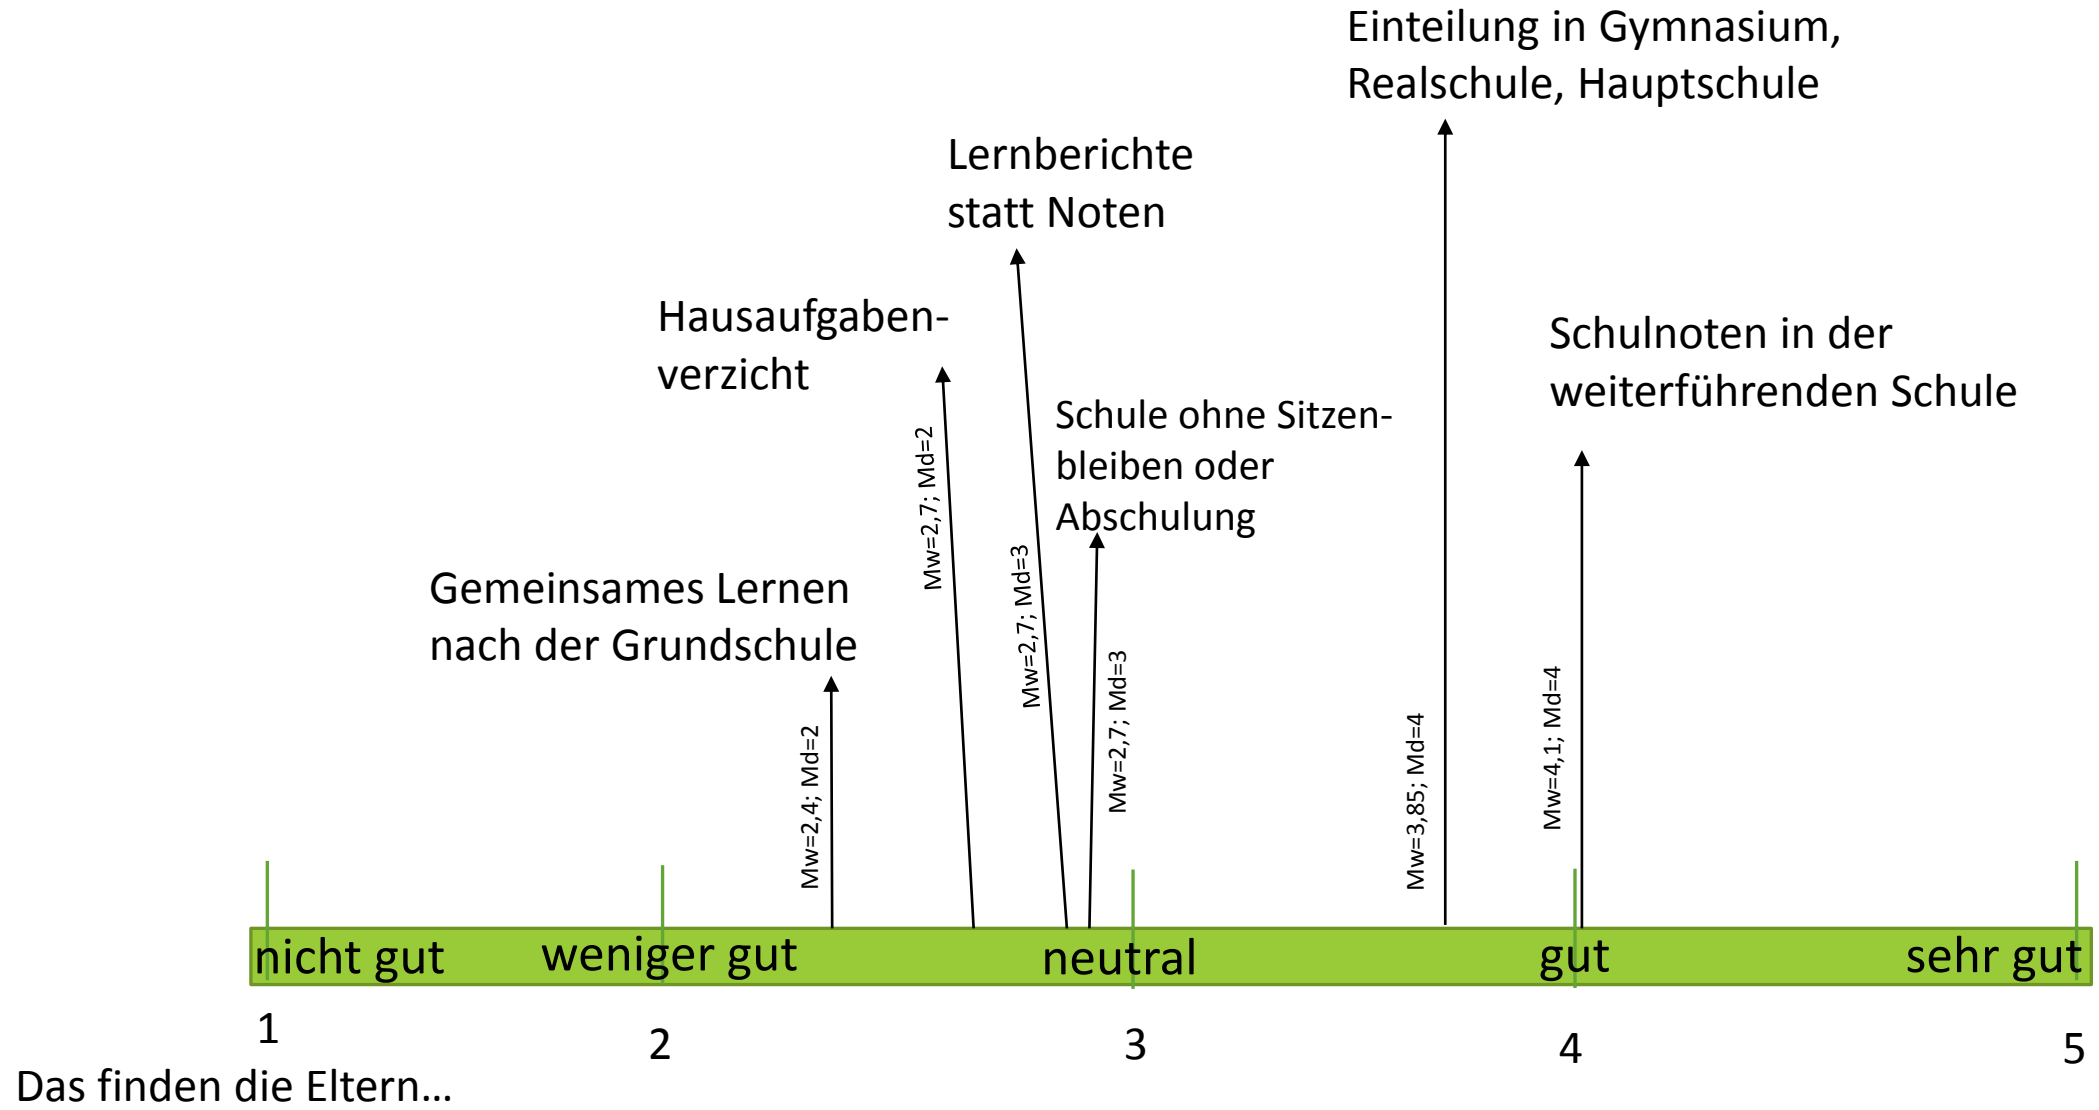 Einteilung in Gymnasium,
Realschule, Hauptschule
Lernberichte
statt Noten
Hausaufgaben-
verzicht
Schulnoten in der
weiterführenden Schule
Schule ohne Sitzen-
bleiben oder
Abschulung
Gemeinsames Lernen
nach der Grundschule
Mw=2,4; Md=2
Mw=2,7; Md=2
Mw=2,7; Md=3
Mw=2,7; Md=3
Mw=3,85; Md=4
Mw=4,1; Md=4
nicht gut weniger gut neutral gut sehr gut
1 2 3 4 5
Das finden die Eltern...